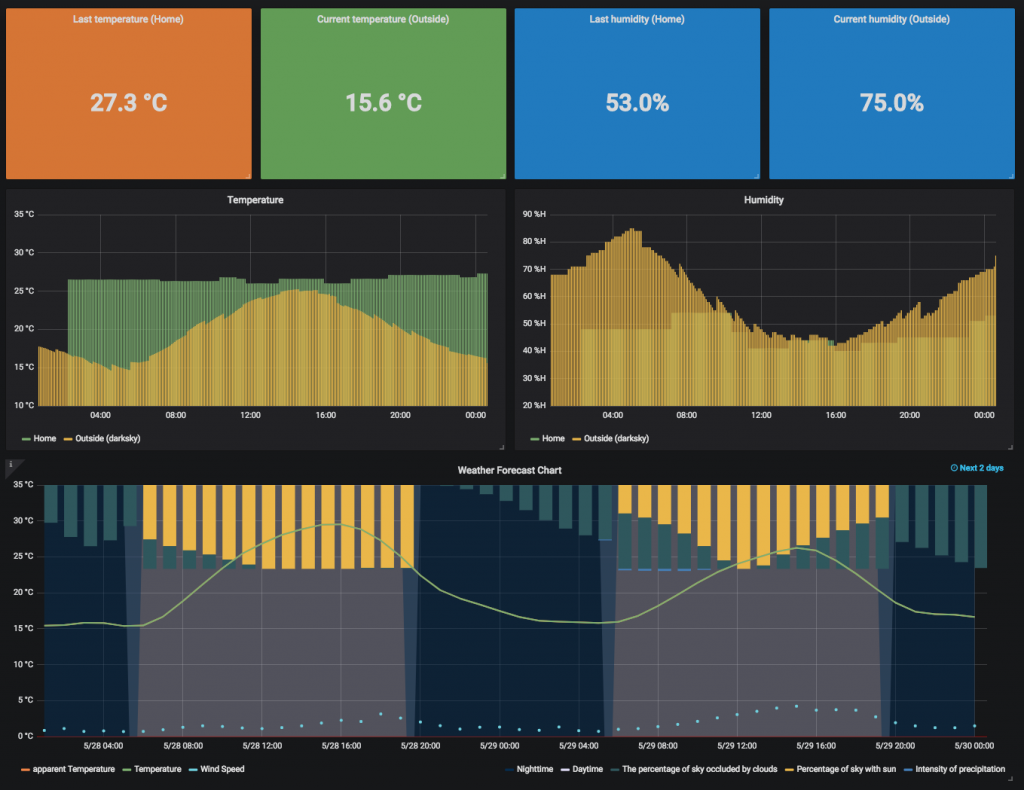 Last temperature (Home)
27.3 °C
Current temperature (Outside)
15.6 °C
Last humidity (Home)
53.0%
Current humidity (Outside)
75.0%
Temperature
35 °C
30 °C
25 °C
20 °C
15 °C
10 °C
04:00 08:00 12:00 16:00 20:00 00:00
Home Outside (darksky)
Humidity
90 %H
80 %H
70 %H
60 %H
50 %H
40 %H
30 %H
20 %H
04:00 08:00 12:00 16:00 20:00 00:00
Home Outside (darksky)
i
Weather Forecast Chart
Next 2 days
35 °C
30 °C
25 °C
20 °C
15 °C
10 °C
5 °C
0 °C
5/28 04:00 5/28 08:00 5/28 12:00 5/28 16:00 5/28 20:00 5/29 00:00 5/29 04:00 5/29 08:00 5/29 12:00 5/29 16:00 5/29 20:00 5/30 00:00
apparent Temperature Temperature Wind Speed Nighttime Daytime The percentage of sky occluded by clouds Percentage of sky with sun Intensity of precipitation